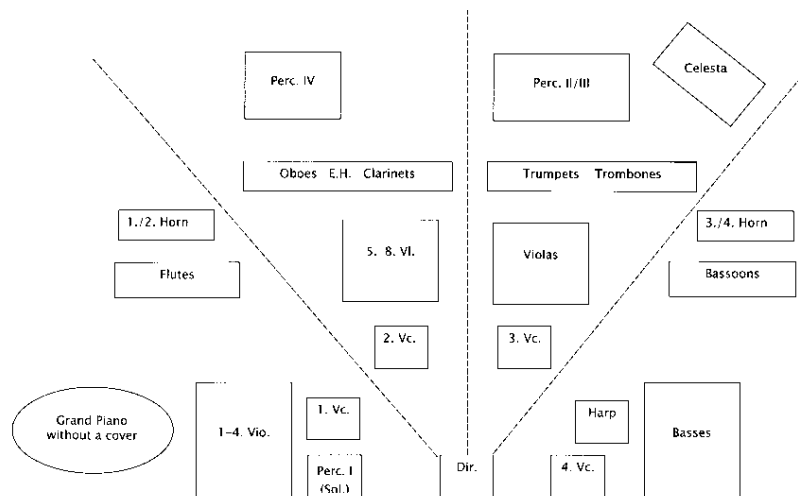 Perc. IV
Perc. II/III
Celesta
Oboes E.H. Clarinets
Trumpets Trombones
1./2. Horn
3./4. Horn
5. 8. Vl.
Violas
Flutes
Bassoons
2. Vc.
3. Vc.
Grand Piano
without a cover
1-4. Vio.
1. Vc.
Harp
Basses
Perc. I
(Sol.)
Dir.
4. Vc.